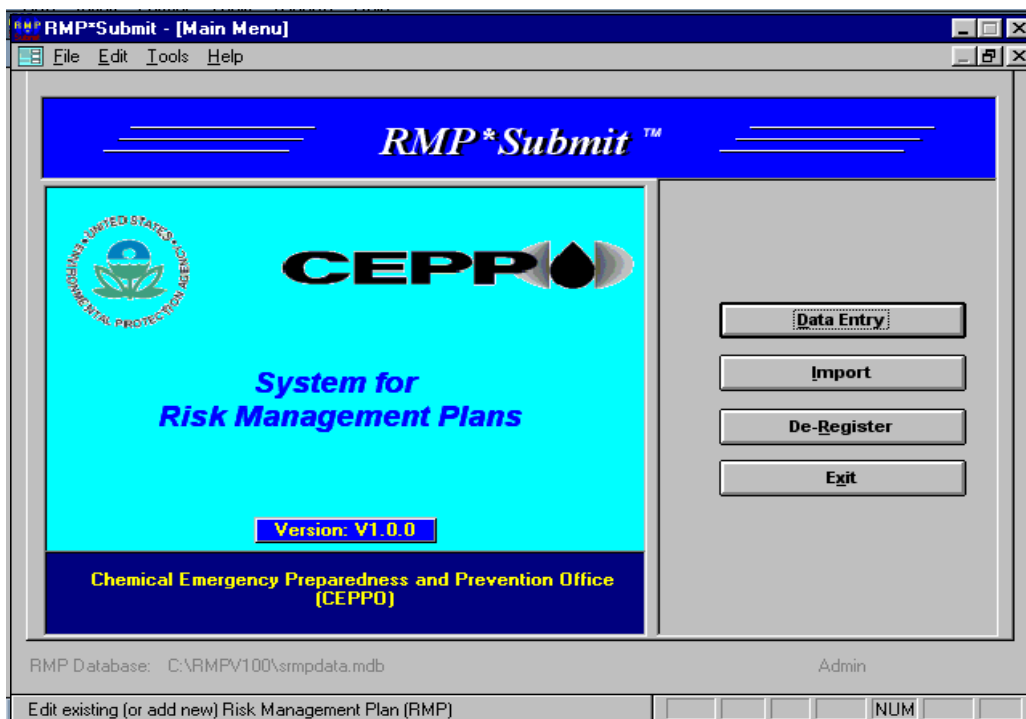 RMP*Submit - [Main Menu]
File Edit Tools Help
RMP*Submit ™
UNITED STATES ENVIRONMENTAL PROTECTION AGENCY
CEPPO
System for
Risk Management Plans
Version: V1.0.0
Chemical Emergency Preparedness and Prevention Office
(CEPPO)
Data Entry
Import
De-Register
Exit
RMP Database: C:\RMPV100\srmpdata.mdb Admin
Edit existing (or add new) Risk Management Plan (RMP) NUM